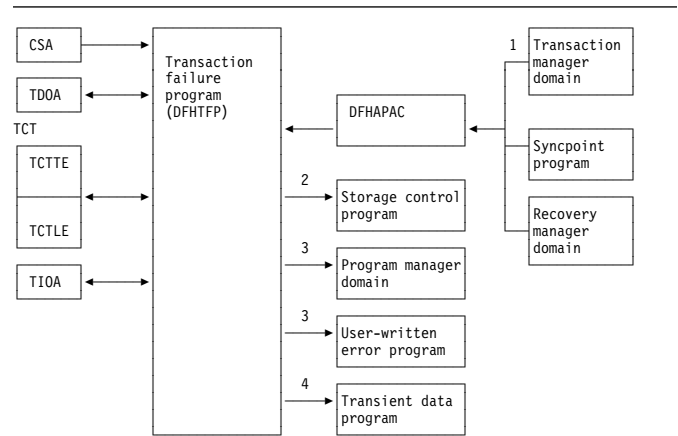 CSA
TDOA
TCT
TCTTE
TCTLE
TIOA
Transaction
failure
program
(DFHTFP)
DFHAPAC
1
Transaction
manager
domain
Syncpoint
program
Recovery
manager
domain
2
Storage control
program
3
Program manager
domain
3
User-written
error program
4
Transient data
program